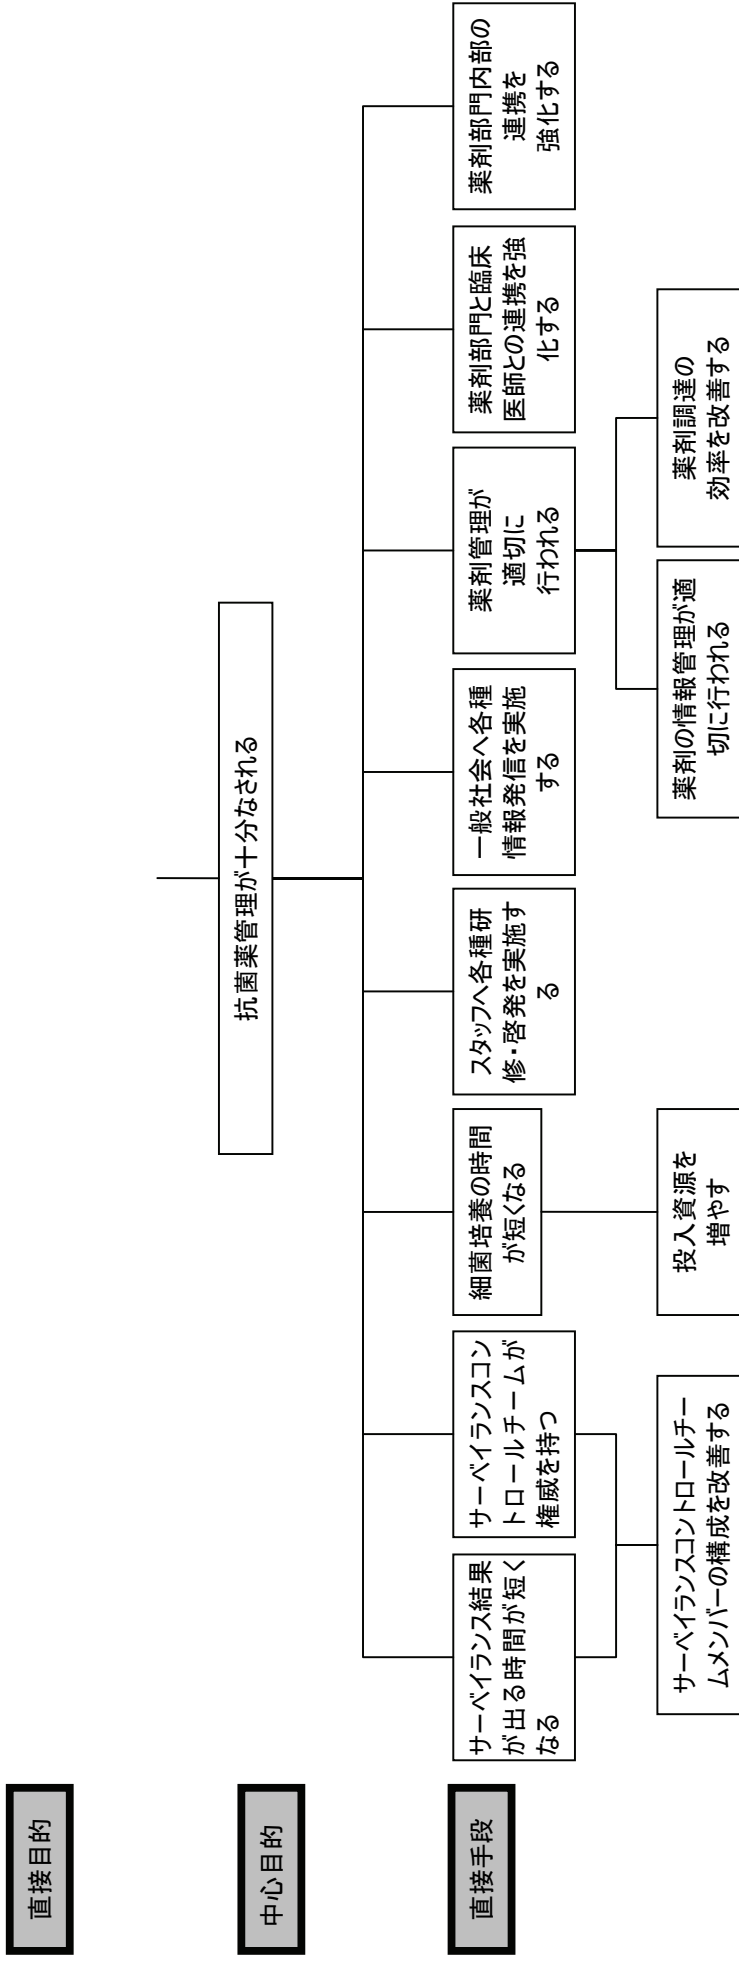 直接目的
中心目的
抗菌薬管理が十分なされる
直接手段
サーベイランス結果
が出る時間が短く
なる
サーベイランスコン
トロールチームが
権威を持つ
細菌培養の時間
が短くなる
スタッフへ各種研
修・啓発を実施す
る
一般社会へ各種
情報発信を実施
する
薬剤管理が
適切に
行われる
薬剤部門と臨床
医師との連携を強
化する
薬剤部門内部の
連携を
強化する
サーベイランスコントロールチー
ムメンバーの構成を改善する
投入資源を
増やす
薬剤の情報管理が適
切に行われる
薬剤調達の
効率を改善する